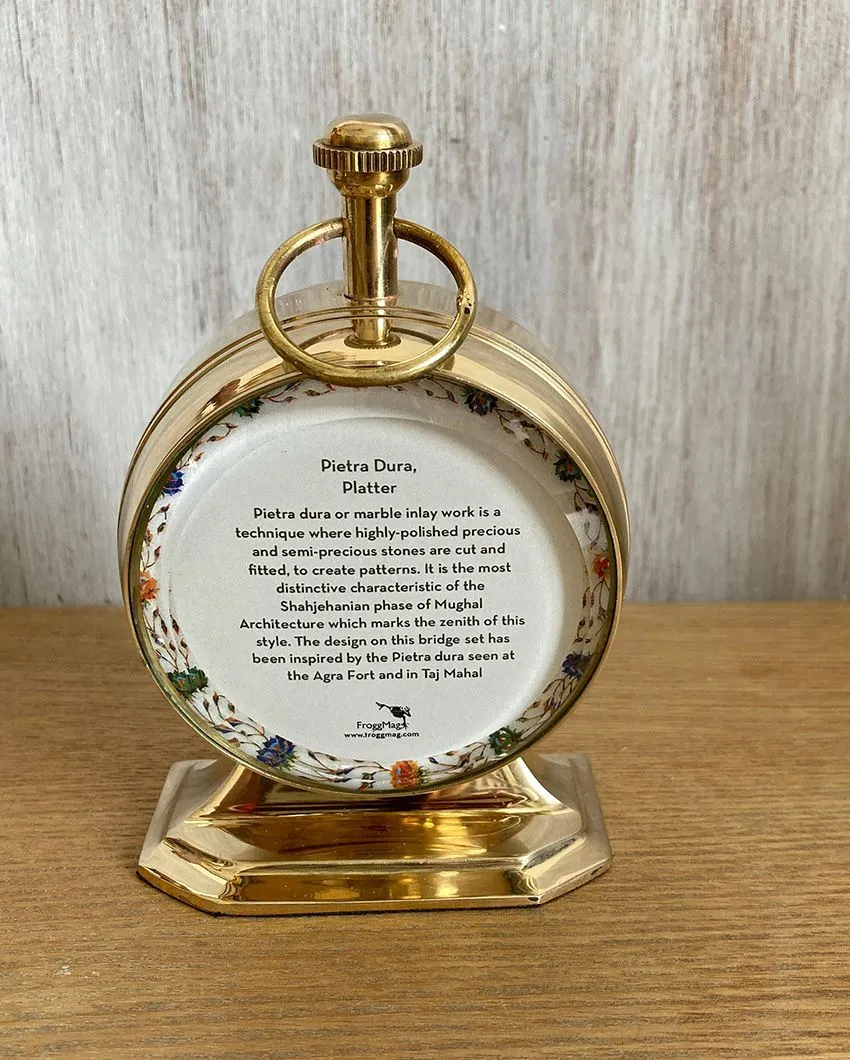 Pietra Dura,
Platter
Pietra dura or marble inlay work is a
technique where highly-polished precious
and semi-precious stones are cut and
fitted, to create patterns. It is the most
distinctive characteristic of the
Shahjehanian phase of Mughal
Architecture which marks the zenith of this
style. The design on this bridge set has
been inspired by the Pietra dura seen at
the Agra Fort and in Taj Mahal
FroggMag
www.froggmag.com